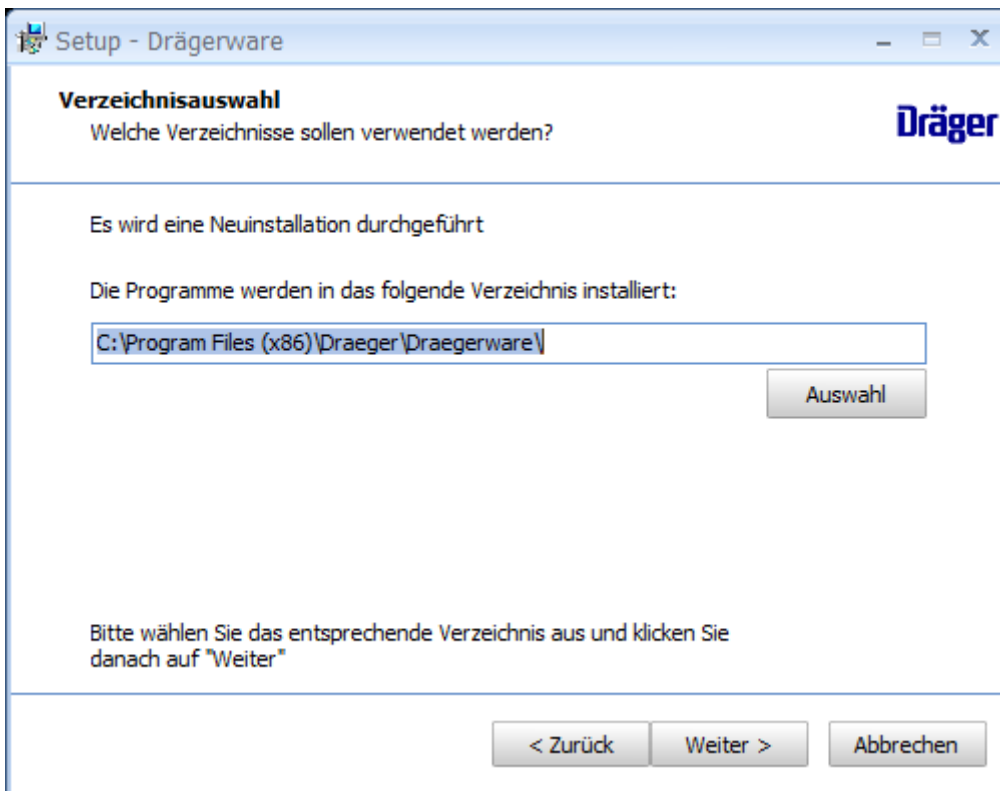 Setup - Drägerware
Verzeichnisauswahl
Welche Verzeichnisse sollen verwendet werden?
Dräger
Es wird eine Neuinstallation durchgeführt
Die Programme werden in das folgende Verzeichnis installiert:
C:\Program Files (x86)\Draeger\Draegerware\
Auswahl
Bitte wählen Sie das entsprechende Verzeichnis aus und klicken Sie
danach auf "Weiter"
< Zurück Weiter > Abbrechen